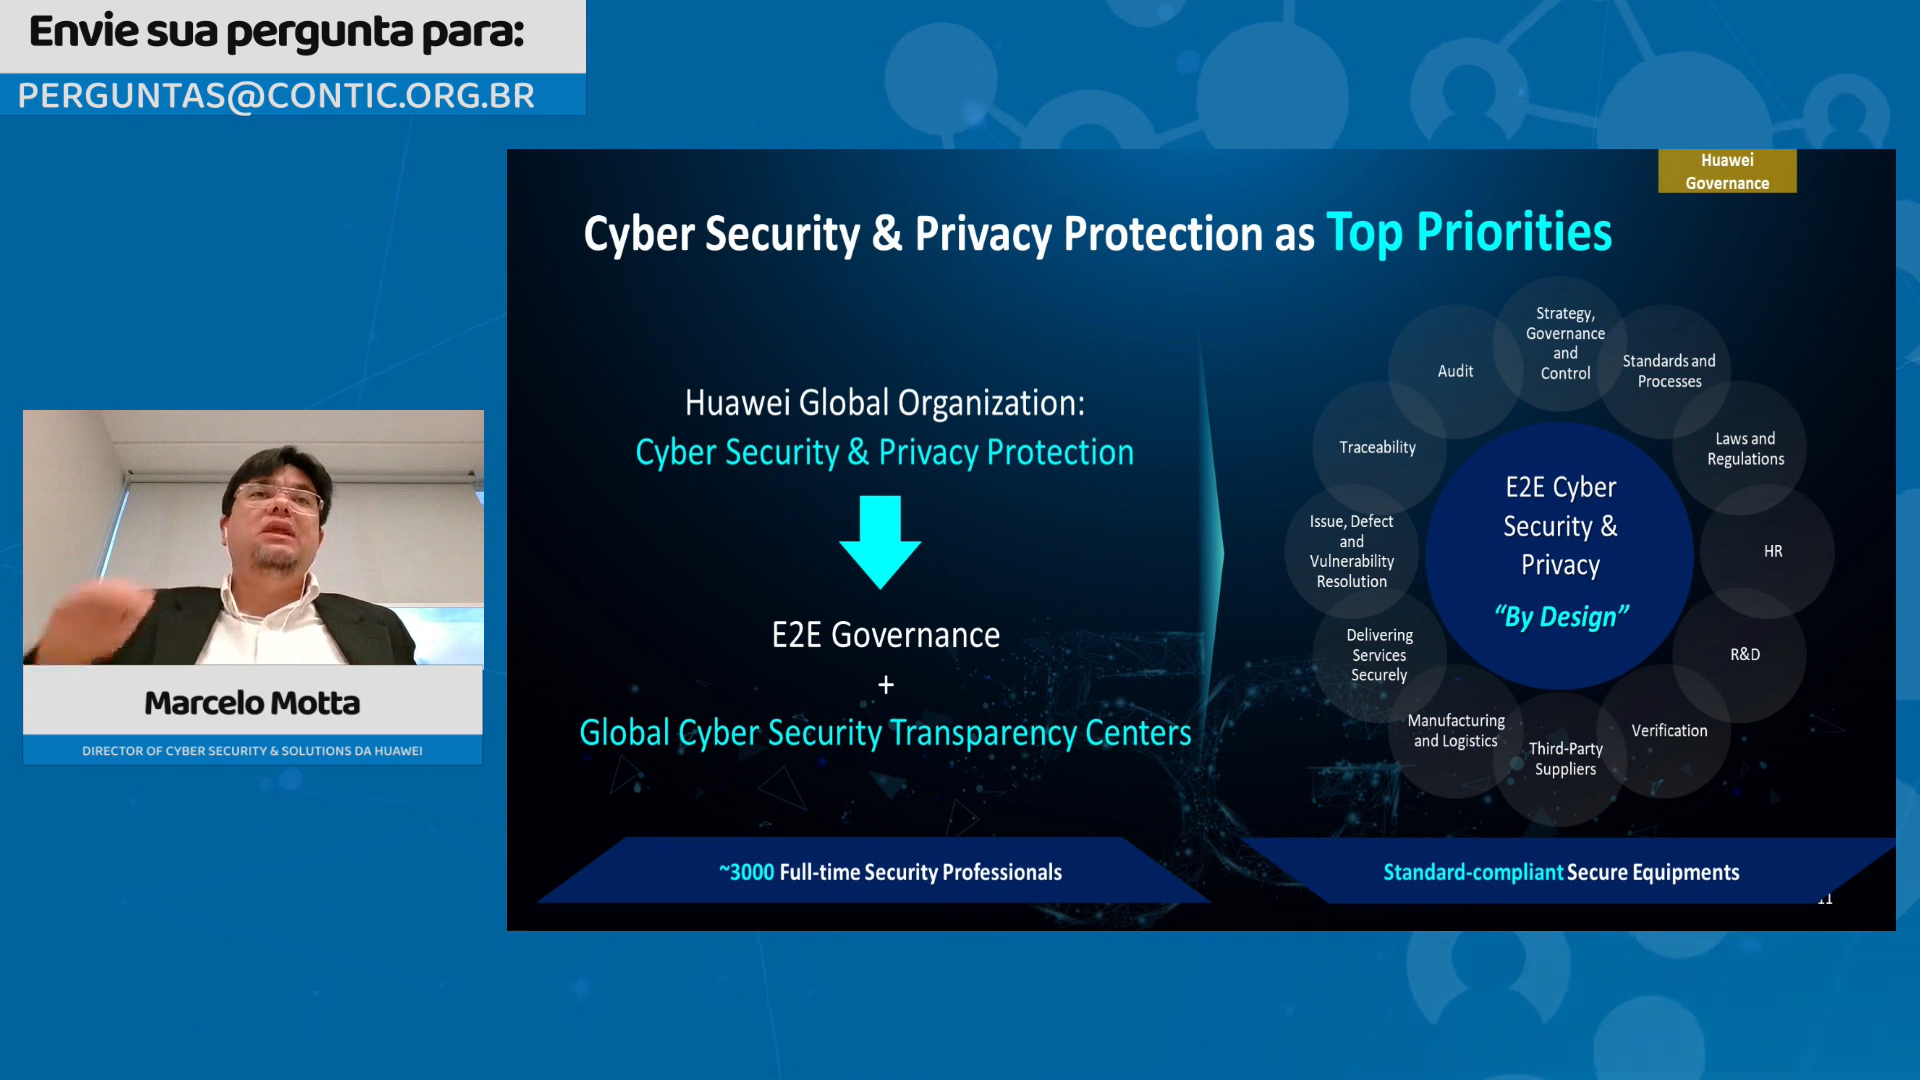 Envie sua pergunta para:
PERGUNTAS@CONTIC.ORG.BR
Huawei
Governance
Cyber Security & Privacy Protection as Top Priorities
Huawei Global Organization:
Cyber Security & Privacy Protection
E2E Governance
+
Global Cyber Security Transparency Centers
~3000 Full-time Security Professionals
Strategy,
Governance
and
Control
Standards and
Processes
Laws and
Regulations
HR
R&D
Verification
Third-Party
Suppliers
Manufacturing
and Logistics
Delivering
Services
Securely
Issue, Defect
and
Vulnerability
Resolution
Traceability
Audit
E2E Cyber
Security &
Privacy
“By Design”
Standard-compliant Secure Equipments
11
Marcelo Motta
DIRECTOR OF CYBER SECURITY & SOLUTIONS DA HUAWEI